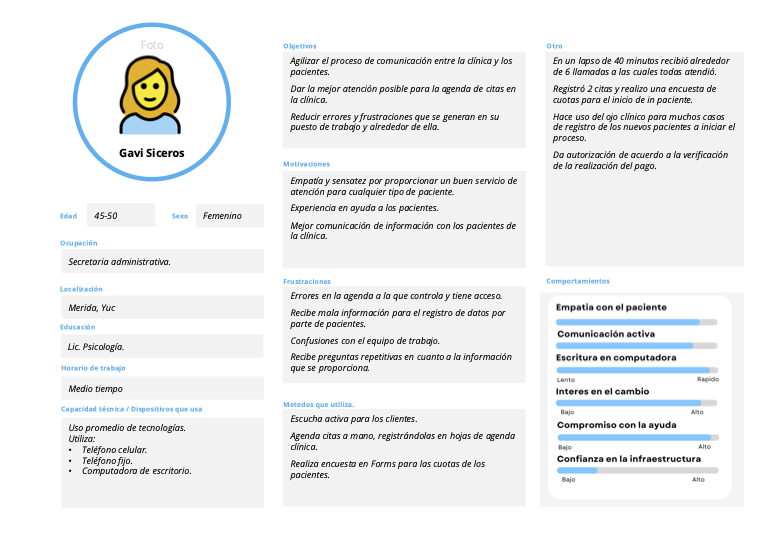 Foto
Gavi Siceros
Edad
45-50
Sexo
Femenino
Ocupación
Secretaria administrativa.
Localización
Merida, Yuc
Educación
Lic. Psicología.
Horario de trabajo
Medio tiempo
Capacidad técnica / Dispositivos que usa
Uso promedio de tecnologías.
Utiliza:
• Teléfono celular.
• Teléfono fijo.
• Computadora de escritorio.
Objetivos
Agilizar el proceso de comunicación entre la clínica y los
pacientes.
Dar la mejor atención posible para la agenda de citas en
la clínica.
Reducir errores y frustraciones que se generan en su
puesto de trabajo y alrededor de ella.
Motivaciones
Empatía y sensatez por proporcionar un buen servicio de
atención para cualquier tipo de paciente.
Experiencia en ayuda a los pacientes.
Mejor comunicación de información con los pacientes de
la clínica.
Frustraciones
Errores en la agenda a la que controla y tiene acceso.
Recibe mala información para el registro de datos por
parte de pacientes.
Confusiones con el equipo de trabajo.
Recibe preguntas repetitivas en cuanto a la información
que se proporciona.
Metodos que utiliza.
Escucha activa para los clientes.
Agenda citas a mano, registrándolas en hojas de agenda
clínica.
Realiza encuesta en Forms para las cuotas de los
pacientes.
Otro
En un lapso de 40 minutos recibió alrededor
de 6 llamadas a las cuales todas atendió.
Registró 2 citas y realizo una encuesta de
cuotas para el inicio de in paciente.
Hace uso del ojo clínico para muchos casos
de registro de los nuevos pacientes a iniciar el
proceso.
Da autorización de acuerdo a la verificación
de la realización del pago.
Comportamientos
Empatia con el paciente
Comunicación activa
Escritura en computadora
Lento Rapido
Interes en el cambio
Bajo Alto
Compromiso con la ayuda
Bajo Alto
Confianza en la infraestructura
Bajo Alto